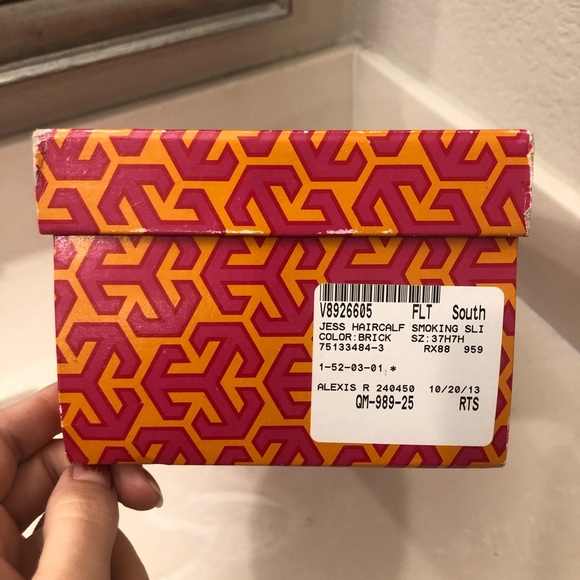 V8926605 FLT South
JESS HAIRCALF SMOKING SLI
COLOR:BRICK SZ:37H7H
75133484-3 RX88 959
1-52-03-01 *
ALEXIS R 240450 10/20/13
QM-989-25 RTS